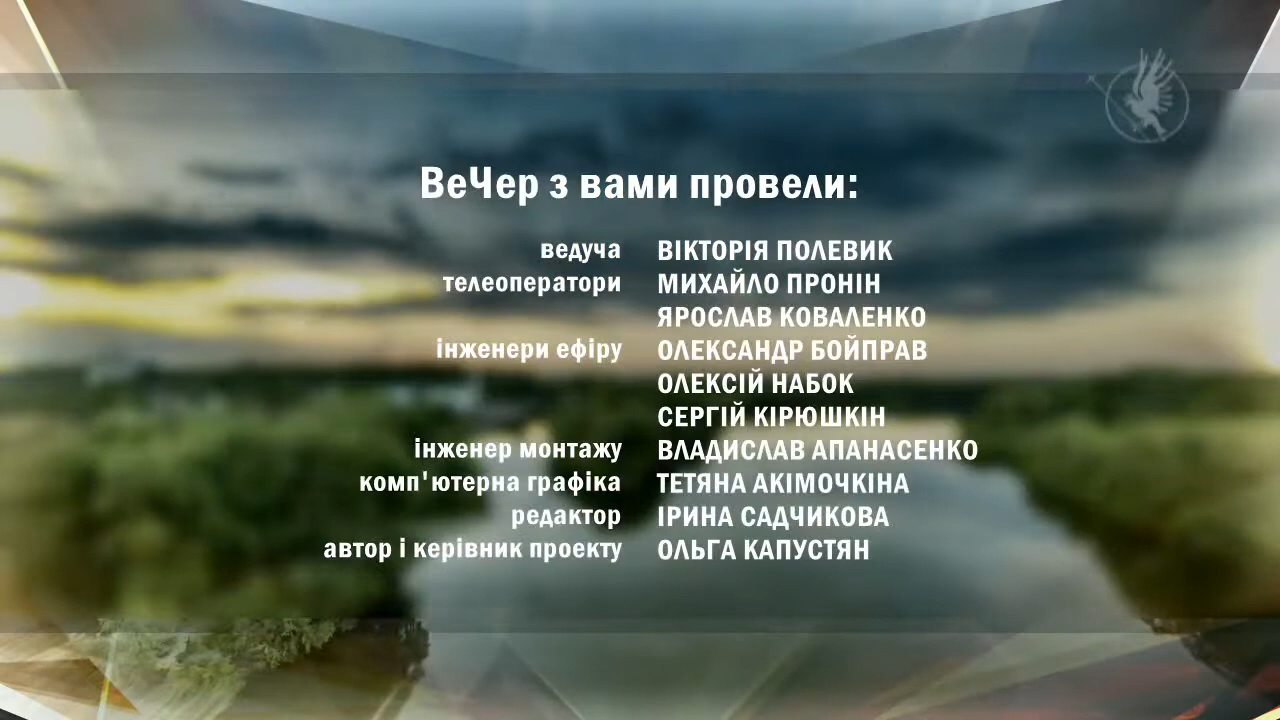 ВеЧер з вами провели:
ведуча ВІКТОРІЯ ПОЛЕВИК
телеоператори МИХАЙЛО ПРОНІН
ЯРОСЛАВ КОВАЛЕНКО
інженери ефіру ОЛЕКСАНДР БОЙПРАВ
ОЛЕКСІЙ НАБОК
СЕРГІЙ КІРЮШКІН
інженер монтажу ВЛАДИСЛАВ АПАНАСЕНКО
комп'ютерна графіка ТЕТЯНА АКІМОЧКІНА
редактор ІРИНА САДЧИКОВА
автор і керівник проекту ОЛЬГА КАПУСТЯН